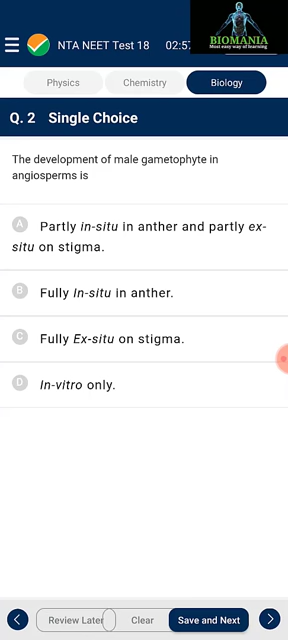 BIOMANIA
Most easy way of learning
NTA NEET Test 18 02:57
Physics Chemistry Biology
Q. 2 Single Choice
The development of male gametophyte in
angiosperms is
A Partly in-situ in anther and partly ex-
situ on stigma.
B Fully In-situ in anther.
C Fully Ex-situ on stigma.
D In-vitro only.
Review Later Clear Save and Next